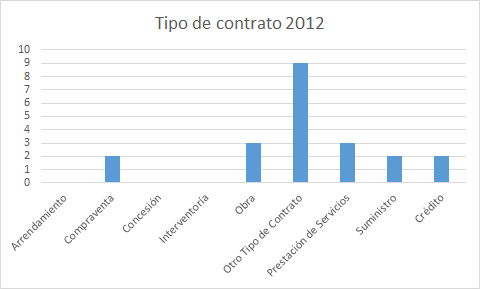 Tipo de contrato 2012
10
9
8
7
6
5
4
3
2
1
0
Arrendamiento
Compraventa
Concesión
Interventoría
Obra
Otro Tipo de Contrato
Prestación de Servicios
Suministro
Crédito